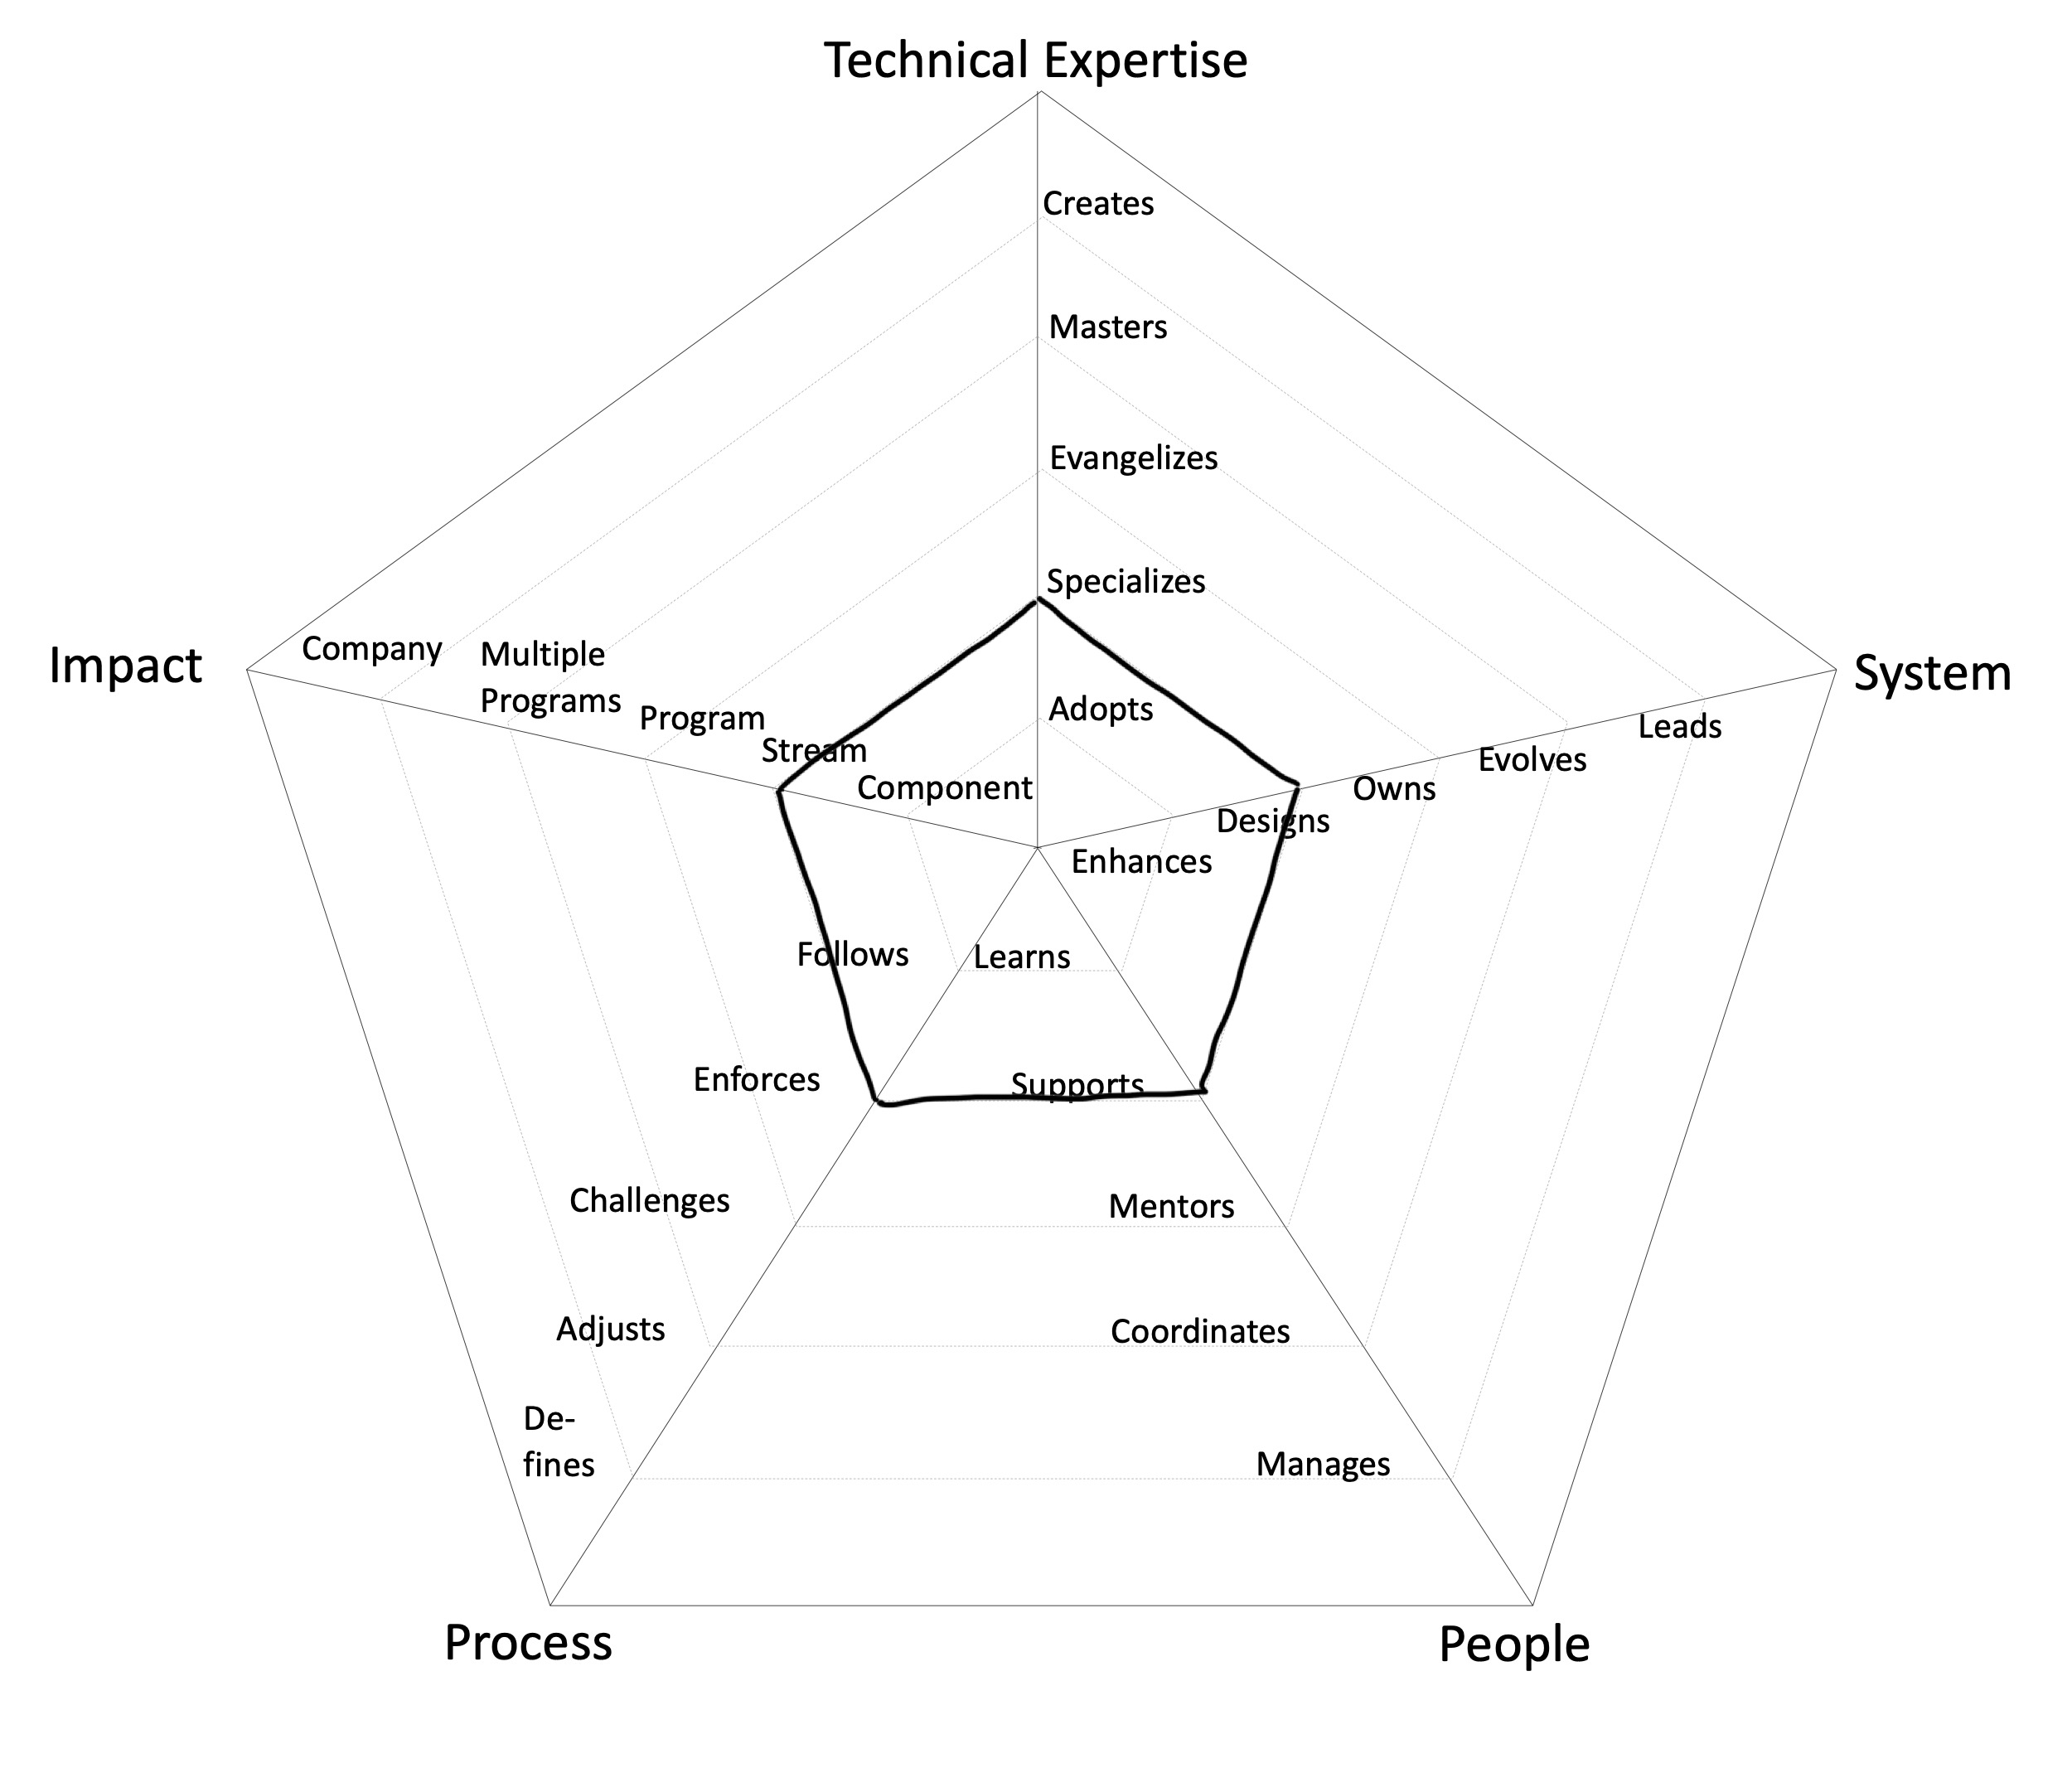 Technical Expertise
Creates
Masters
Evangelizes
Specializes
Adopts
Impact
Company
Multiple
Programs
Program
Stream
Component
System
Leads
Evolves
Owns
Designs
Enhances
Follows
Enforces
Challenges
Adjusts
De-
fines
Process
Learns
Supports
Mentors
Coordinates
Manages
People